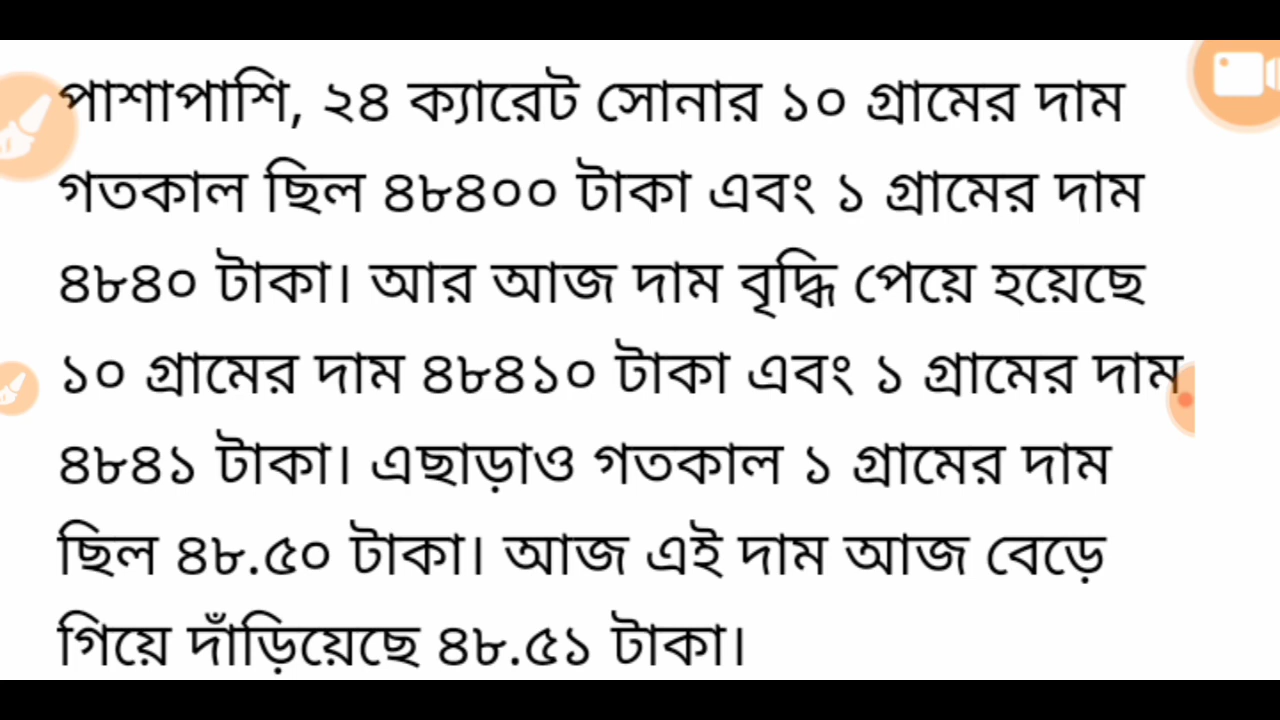 পাশাপাশি, ২৪ ক্যারেট সোনার ১০ গ্রামের দাম
গতকাল ছিল ৪৮৪০০ টাকা এবং ১ গ্রামের দাম
৪৮৪০ টাকা। আর আজ দাম বৃদ্ধি পেয়ে হয়েছে
১০ গ্রামের দাম ৪৮৪১০ টাকা এবং ১ গ্রামের দাম
৪৮৪১ টাকা। এছাড়াও গতকাল ১ গ্রামের দাম
ছিল ৪৮.৫০ টাকা। আজ এই দাম আজ বেড়ে
গিয়ে দাঁড়িয়েছে ৪৮.৫১ টাকা।